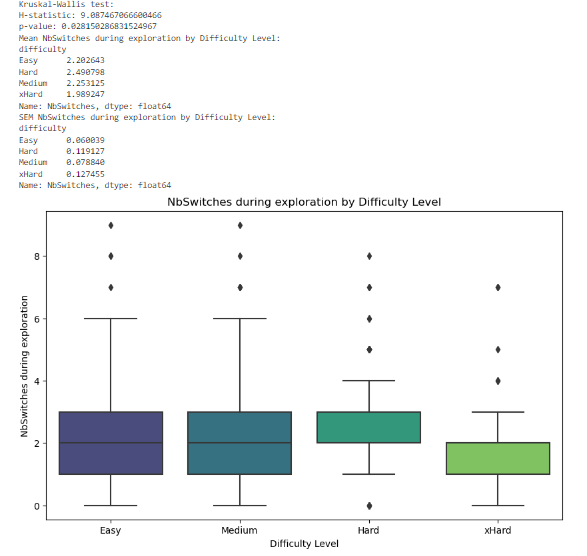 Kruskal-Wallis test:
H-statistic: 9.087467066600466
p-value: 0.028150286831524967
Mean NbSwitches during exploration by Difficulty Level:
difficulty
Easy 2.202643
Hard 2.490798
Medium 2.253125
xHard 1.989247
Name: NbSwitches, dtype: float64
SEM NbSwitches during exploration by Difficulty Level:
difficulty
Easy 0.060039
Hard 0.119127
Medium 0.078840
xHard 0.127455
Name: NbSwitches, dtype: float64
NbSwitches during exploration by Difficulty Level
NbSwitches during exploration
8
6
4
2
0
Easy Medium Hard xHard
Difficulty Level